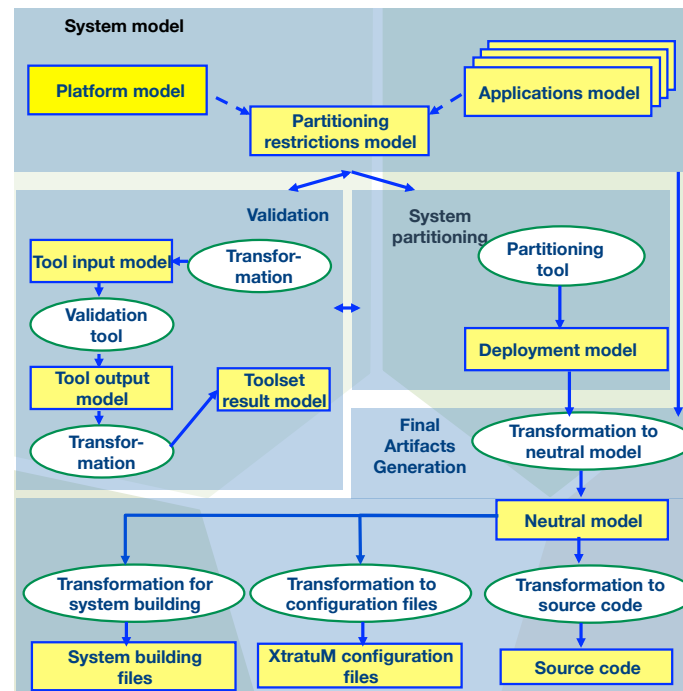 System model
Platform model
Applications model
Partitioning
restrictions model
Validation
System
partitioning
Tool input model
Transfor-
mation
Partitioning
tool
Validation
tool
Deployment model
Tool output
model
Toolset
result model
Transfor-
mation
Final
Artifacts
Generation
Transformation to
neutral model
Neutral model
Transformation for
system building
Transformation to
configuration files
Transformation to
source code
System building
files
XtratuM configuration
files
Source code